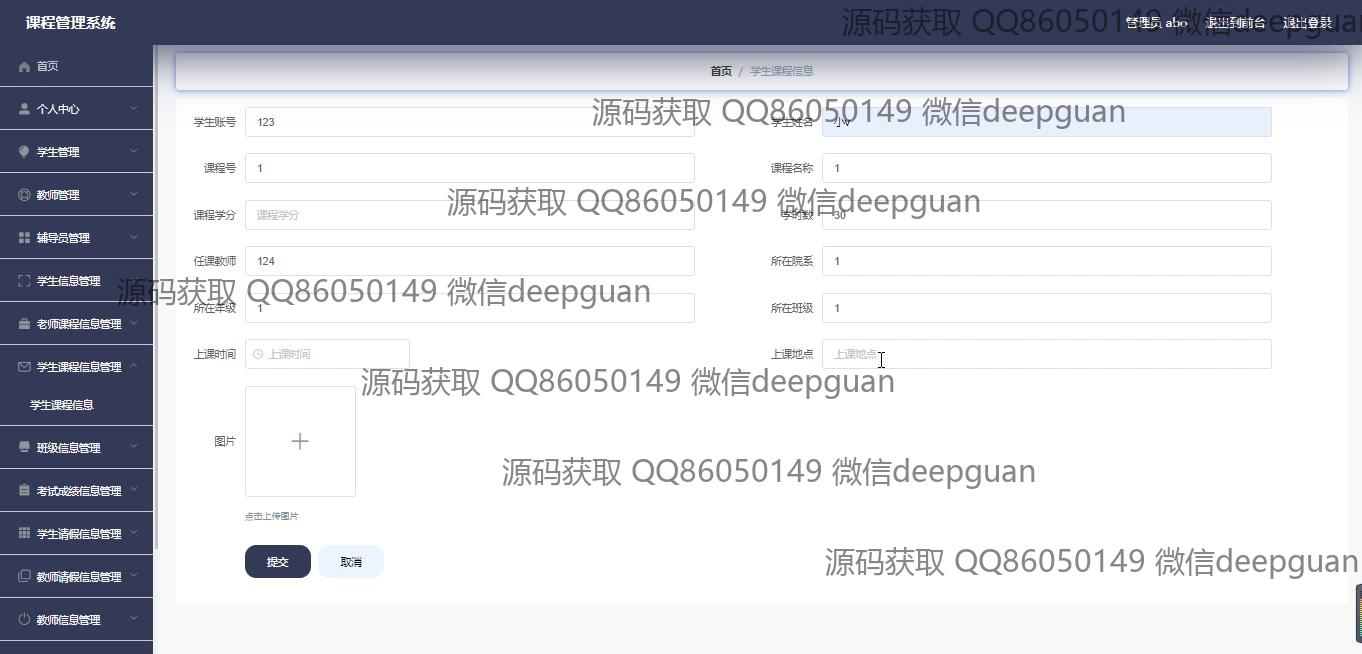 课程管理系统
源码获取 QQ86050149 微信deepguan
管理员 abo
退出到前台
退出登录
首页
个人中心
学生管理
教师管理
辅导员管理
学生信息管理
老师课程信息管理
学生课程信息管理
学生课程信息
班级信息管理
考试成绩信息管理
学生请假信息管理
教师请假信息管理
教师信息管理
首页 / 学生课程信息
源码获取 QQ86050149 微信deepguan
学生账号 123
学生姓名
课程号 1
课程名称 1
源码获取 QQ86050149 微信deepguan
课程学分 课程学分
学时数 30
任课教师 124
所在院系 1
源码获取 QQ86050149 微信deepguan
所在年级 1
所在班级 1
上课时间 上课时间
上课地点 上课地点
源码获取 QQ86050149 微信deepguan
图片
源码获取 QQ86050149 微信deepguan
点击上传图片
源码获取 QQ86050149 微信deepguan
提交
取消